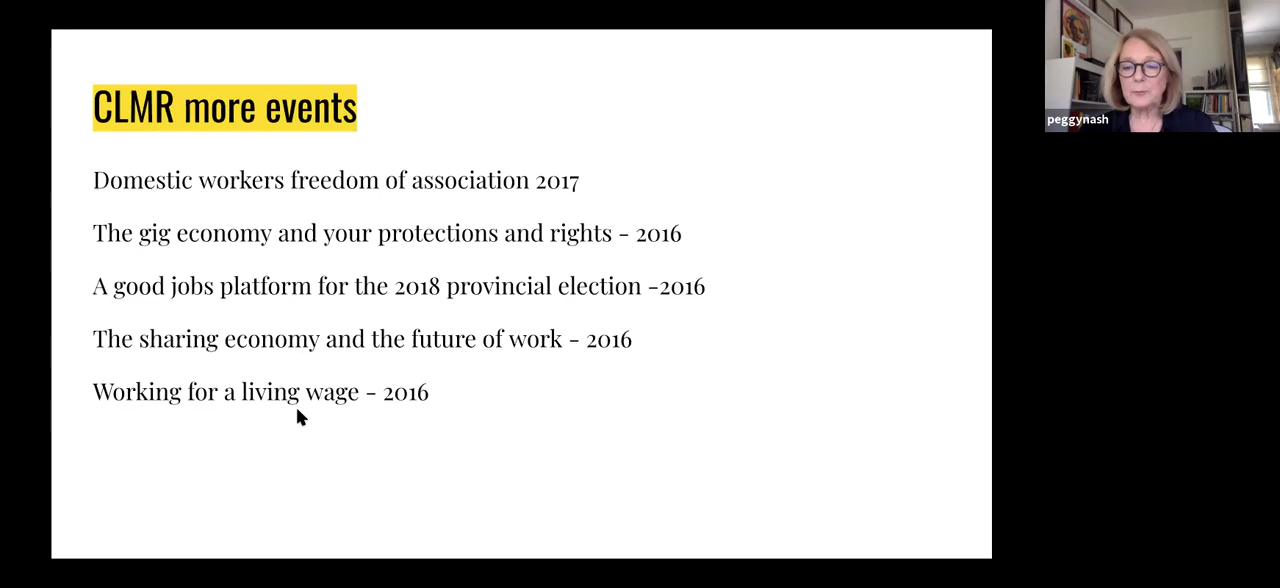 CLMR more events
Domestic workers freedom of association 2017
The gig economy and your protections and rights - 2016
A good jobs platform for the 2018 provincial election -2016
The sharing economy and the future of work - 2016
Working for a living wage - 2016
peggynash